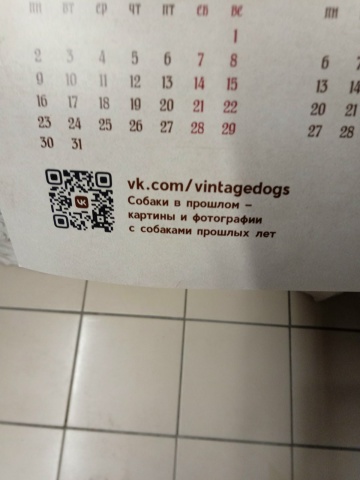 пн вт ср чт пт сб вс пн
1
2 3 4 5 6 7 8 6
9 10 11 12 13 14 15 13 14
16 17 18 19 20 21 22 20 21
23 24 25 26 27 28 29 27 28
30 31
vk.com/vintagedogs
Собаки в прошлом –
картины и фотографии
с собаками прошлых лет